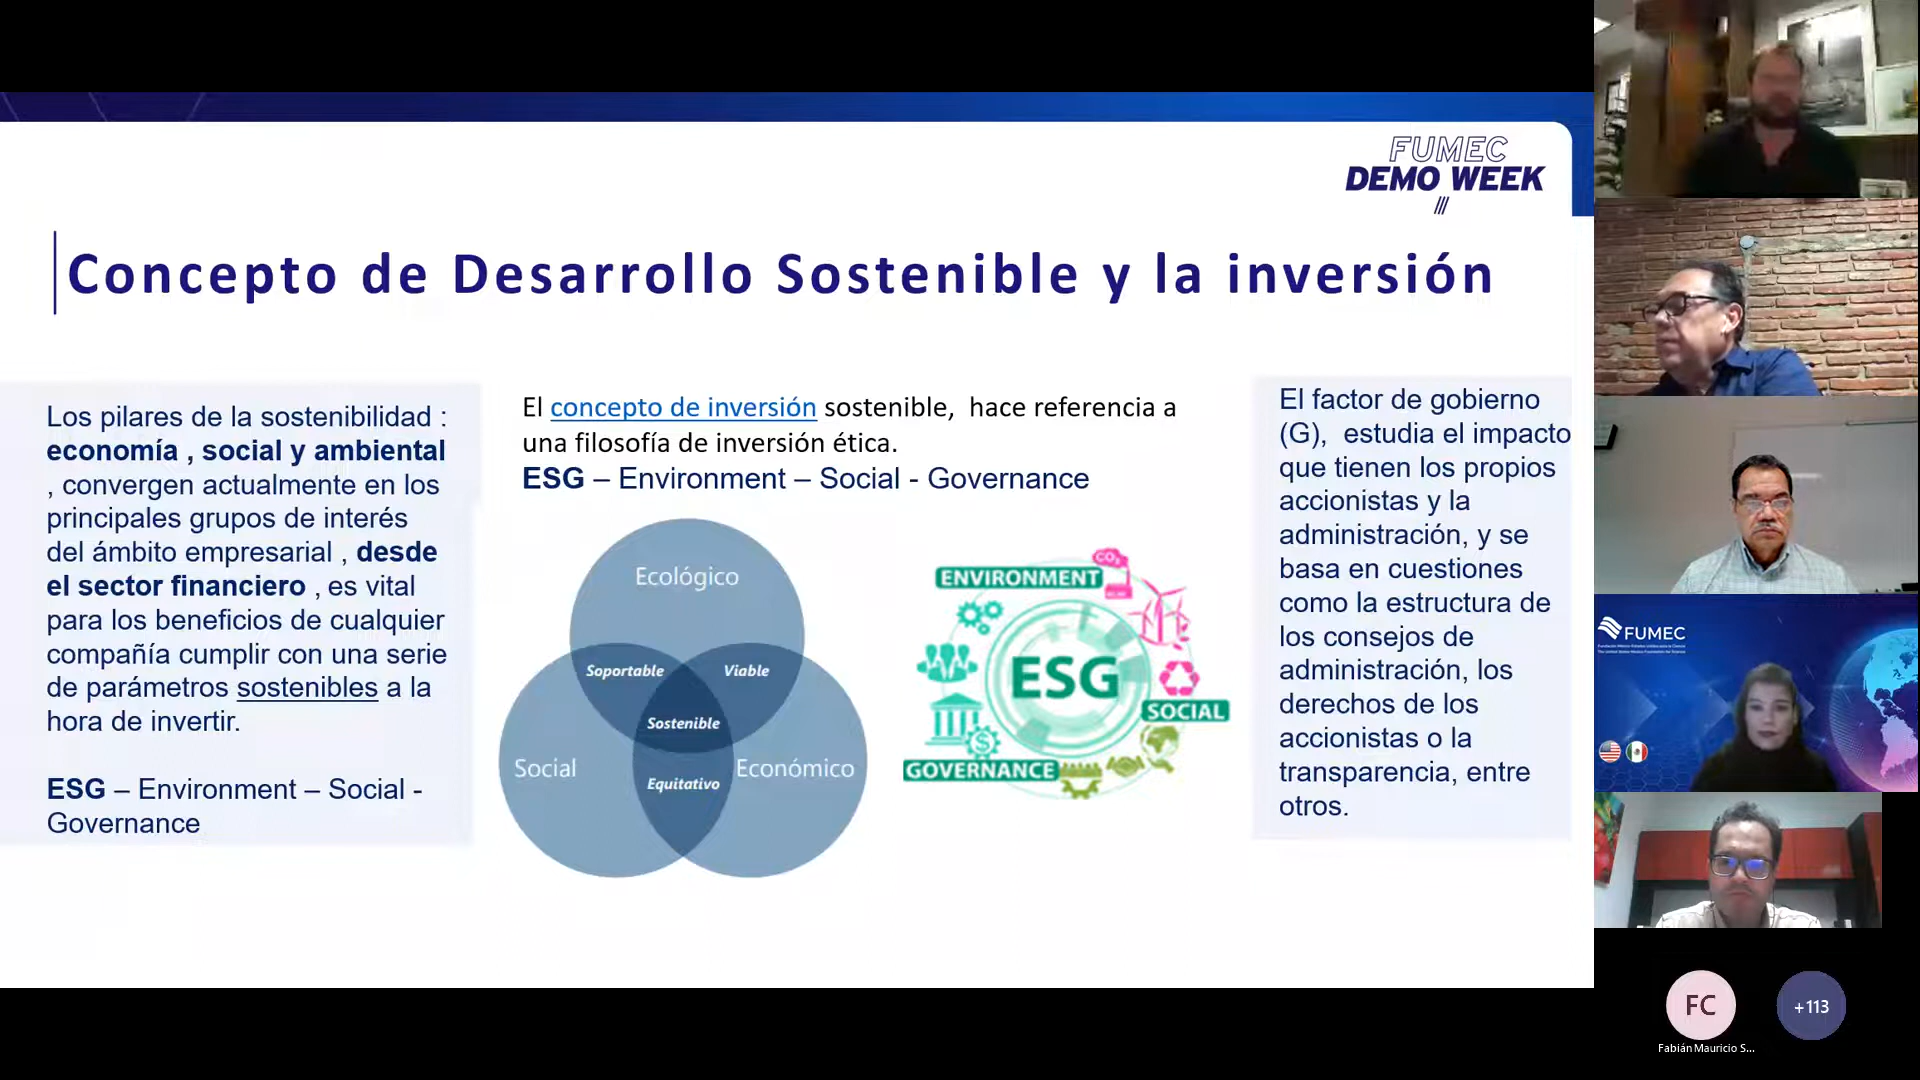 FUMEC
DEMO WEEK
Concepto de Desarrollo Sostenible y la inversión
Los pilares de la sostenibilidad :
economía , social y ambiental
, convergen actualmente en los
principales grupos de interés
del ámbito empresarial , desde
el sector financiero , es vital
para los beneficios de cualquier
compañía cumplir con una serie
de parámetros sostenibles a la
hora de invertir.
ESG – Environment – Social -
Governance
El concepto de inversión sostenible, hace referencia a
una filosofía de inversión ética.
ESG – Environment – Social - Governance
Ecológico
Soportable
Viable
Sostenible
Social
Económico
Equitativo
ENVIRONMENT
CO₂
ESG
SOCIAL
GOVERNANCE
El factor de gobierno
(G), estudia el impacto
que tienen los propios
accionistas y la
administración, y se
basa en cuestiones
como la estructura de
los consejos de
administración, los
derechos de los
accionistas o la
transparencia, entre
otros.
FUMEC
FC
+113
Fabián Mauricio S...